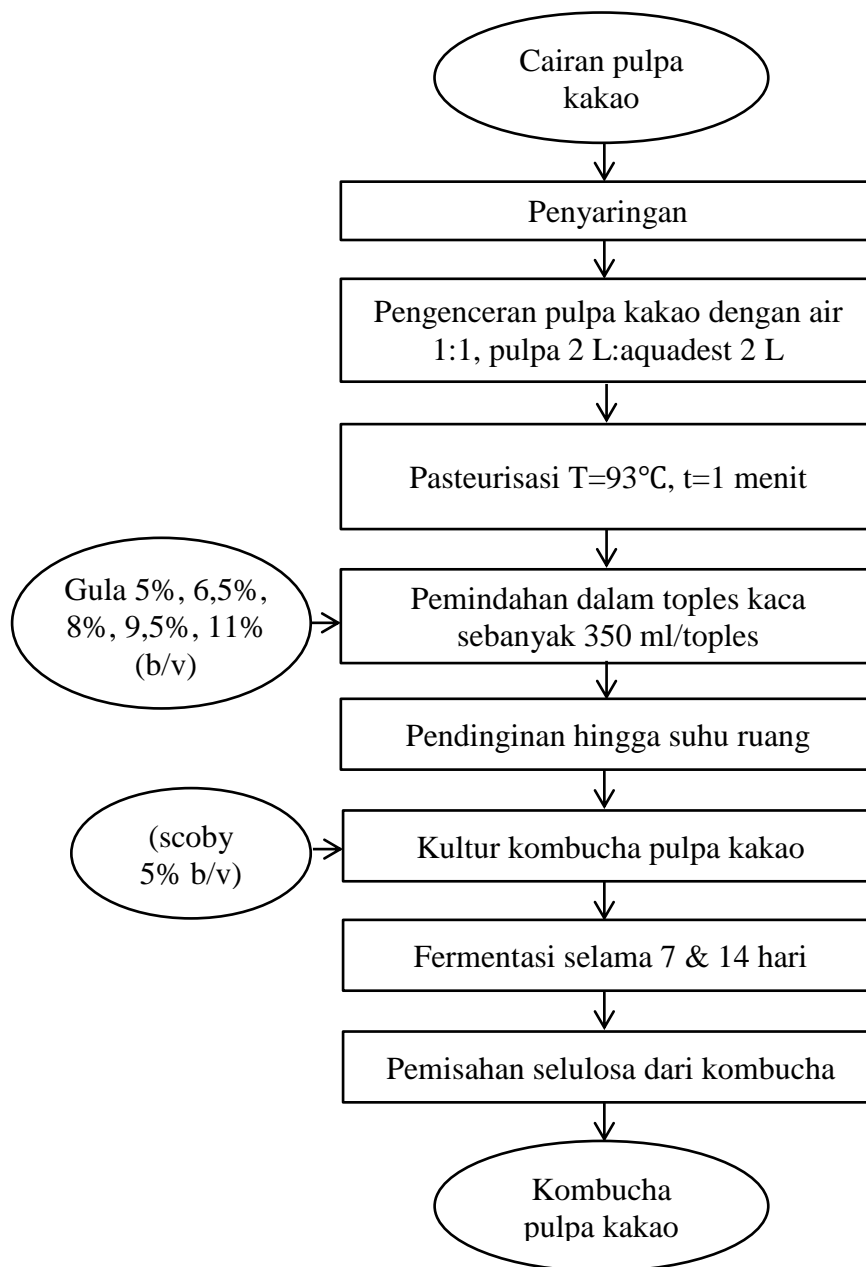 Cairan pulpa
kakao
Penyaringan
Pengenceran pulpa kakao dengan air
1:1, pulpa 2 L:aquadest 2 L
Pasteurisasi T=93℃, t=1 menit
Gula 5%, 6,5%,
8%, 9,5%, 11%
(b/v)
Pemindahan dalam toples kaca
sebanyak 350 ml/toples
Pendinginan hingga suhu ruang
(scoby
5% b/v)
Kultur kombucha pulpa kakao
Fermentasi selama 7 & 14 hari
Pemisahan selulosa dari kombucha
Kombucha
pulpa kakao